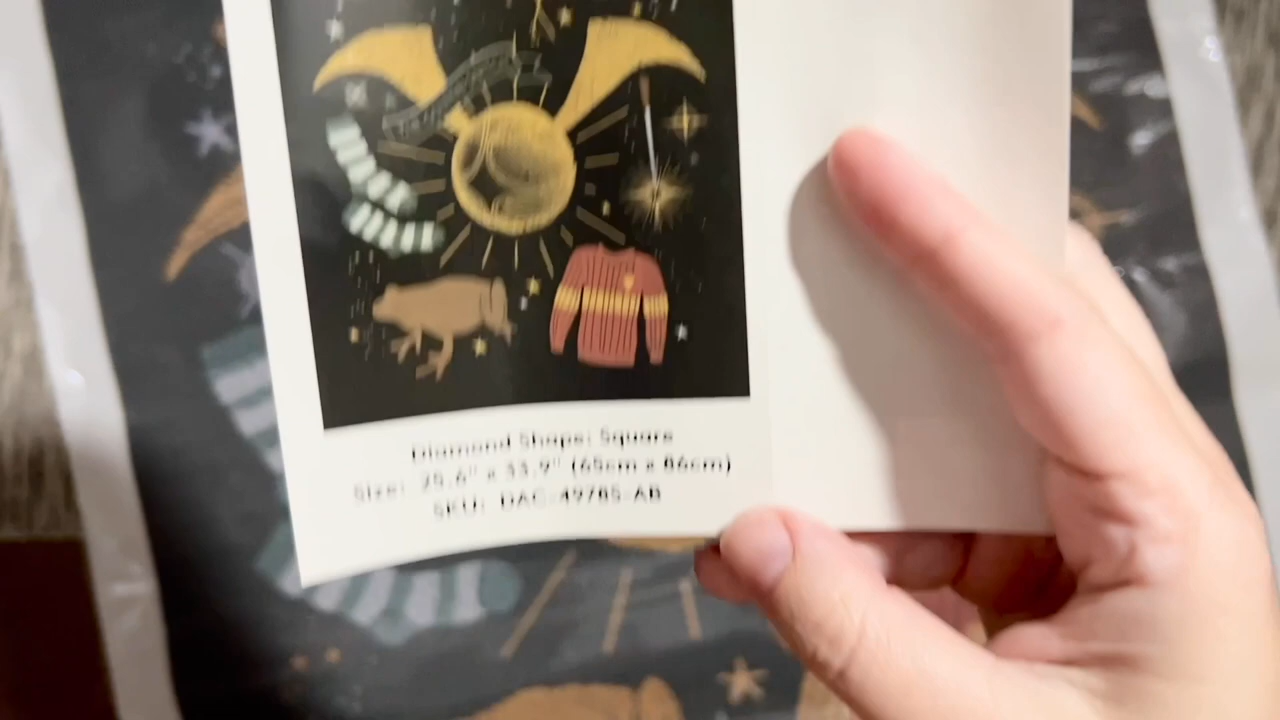 Diamond Shape: Square
Size: 25.6" x 33.9" (65cm x 86cm)
SKU: DAC-49785-AB